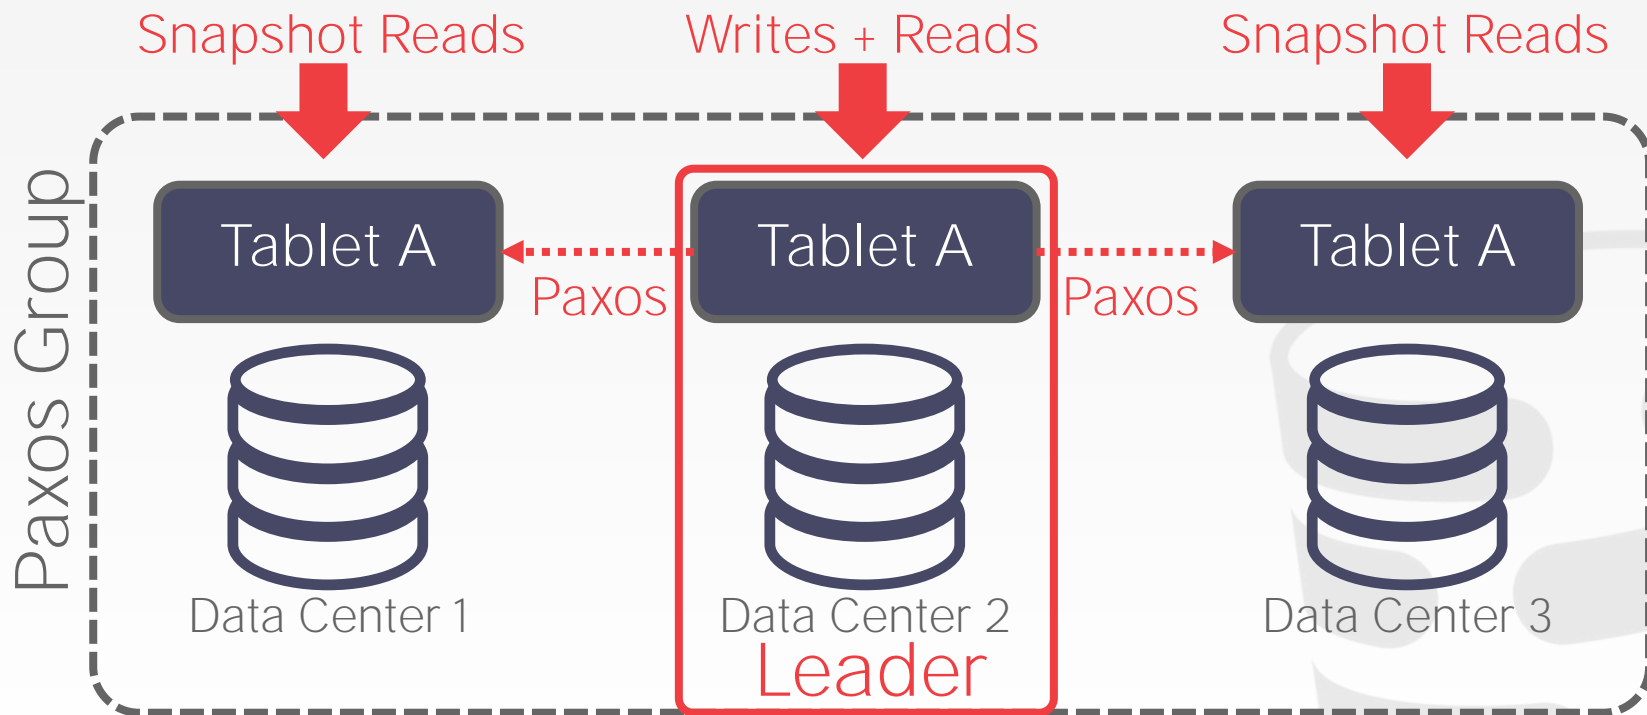 Snapshot Reads
Writes + Reads
Snapshot Reads
Paxos Group
Tablet A
Tablet A
Tablet A
Paxos
Paxos
Data Center 1
Data Center 2
Data Center 3
Leader